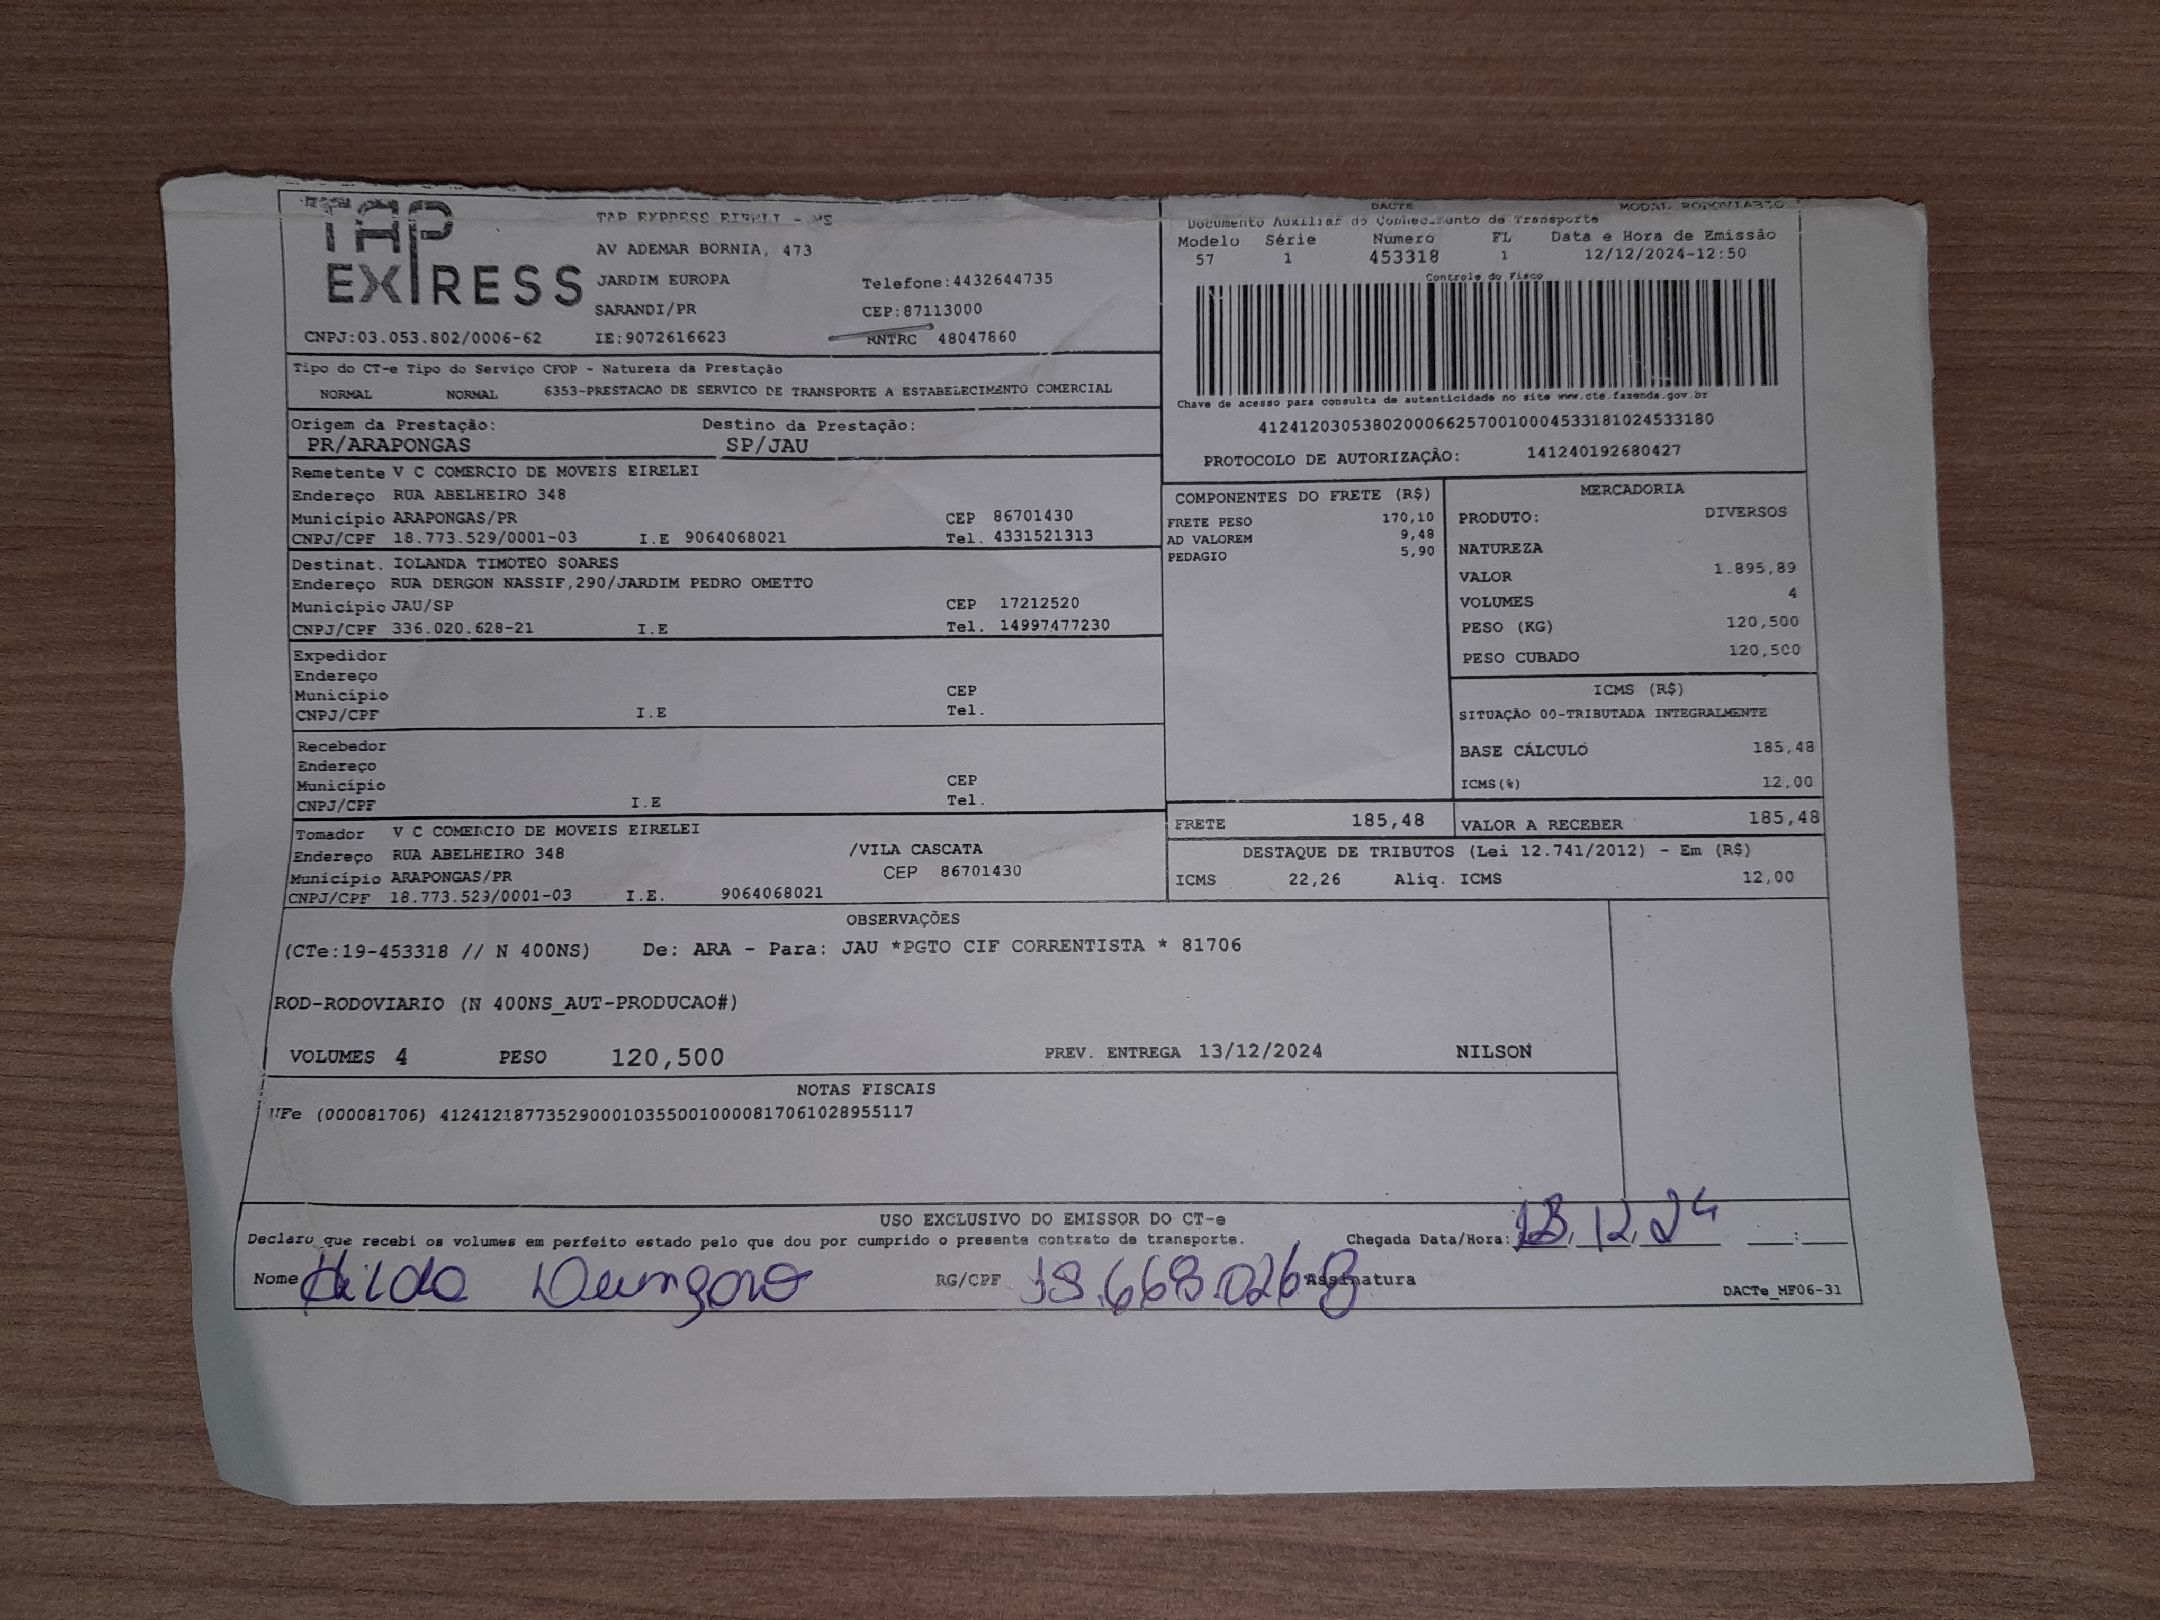 TAP EXPRESS
TAP EXPRESS EIRELI - ME
AV ADEMAR BORNIA, 473
JARDIM EUROPA Telefone:4432644735
SARANDI/PR CEP:87113000
CNPJ:03.053.802/0006-62 IE:9072616623 RNTRC 48047860
DACTE MODAL RODOVIARIO
Documento Auxiliar do Conhecimento de Transporte
Modelo Série Número FL Data e Hora de Emissão
57 1 453318 1 12/12/2024-12:50
Controle do Fisco
Chave de acesso para consulta de autenticidade no site www.cte.fazenda.gov.br
41241203053802000662570010004533181024533180
PROTOCOLO DE AUTORIZAÇÃO: 141240192680427
Tipo do CT-e Tipo do Serviço CFOP - Natureza da Prestação
NORMAL NORMAL 6353-PRESTACAO DE SERVICO DE TRANSPORTE A ESTABELECIMENTO COMERCIAL
Origem da Prestação: Destino da Prestação:
PR/ARAPONGAS SP/JAU
Remetente V C COMERCIO DE MOVEIS EIRELEI
Endereço RUA ABELHEIRO 348
Município ARAPONGAS/PR CEP 86701430
CNPJ/CPF 18.773.529/0001-03 I.E 9064068021 Tel. 4331521313
Destinat. IOLANDA TIMOTEO SOARES
Endereço RUA DERGON NASSIF,290/JARDIM PEDRO OMETTO
Município JAU/SP CEP 17212520
CNPJ/CPF 336.020.628-21 I.E Tel. 14997477230
Expedidor
Endereço
Município CEP
CNPJ/CPF I.E Tel.
Recebedor
Endereço
Município CEP
CNPJ/CPF I.E Tel.
Tomador V C COMERCIO DE MOVEIS EIRELEI
Endereço RUA ABELHEIRO 348 /VILA CASCATA
Município ARAPONGAS/PR CEP 86701430
CNPJ/CPF 18.773.529/0001-03 I.E. 9064068021
COMPONENTES DO FRETE (R$)
FRETE PESO 170,10
AD VALOREM 9,48
PEDAGIO 5,90
MERCADORIA
PRODUTO: DIVERSOS
NATUREZA
VALOR 1.895,89
VOLUMES 4
PESO (KG) 120,500
PESO CUBADO 120,500
ICMS (R$)
SITUAÇÃO 00-TRIBUTADA INTEGRALMENTE
BASE CÁLCULO 185,48
ICMS(%) 12,00
FRETE 185,48 VALOR A RECEBER 185,48
DESTAQUE DE TRIBUTOS (Lei 12.741/2012) - Em (R$)
ICMS 22,26 Aliq. ICMS 12,00
OBSERVAÇÕES
(CTe:19-453318 // N 400NS) De: ARA - Para: JAU *PGTO CIF CORRENTISTA * 81706
ROD-RODOVIARIO (N 400NS_AUT-PRODUCAO#)
VOLUMES 4 PESO 120,500 PREV. ENTREGA 13/12/2024 NILSON
NOTAS FISCAIS
NFe (000081706) 41241218773529000103550010000817061028955117
USO EXCLUSIVO DO EMISSOR DO CT-e
Declaro que recebi os volumes em perfeito estado pelo que dou por cumprido o presente contrato de transporte. Chegada Data/Hora: 12.24 :
Nome Hilda RG/CPF Assinatura
DACTe_MF06-31